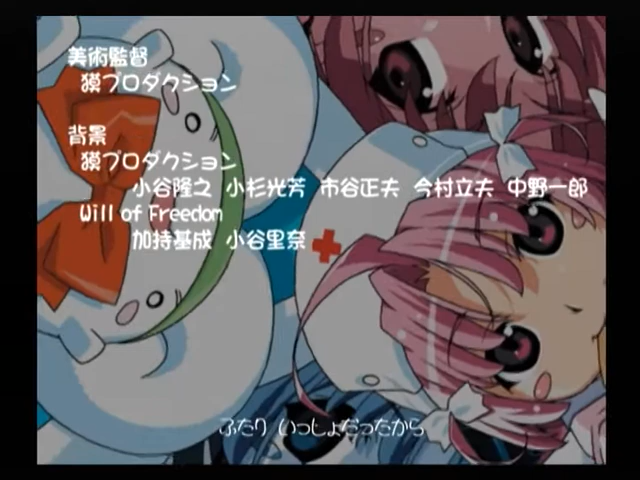 美術監督
獏プロダクション
背景
獏プロダクション
小谷隆之 小杉光芳 市谷正夫 今村立夫 中野一郎
Will of Freedom
加持基成 小谷里奈
ふたり いっしょだったから